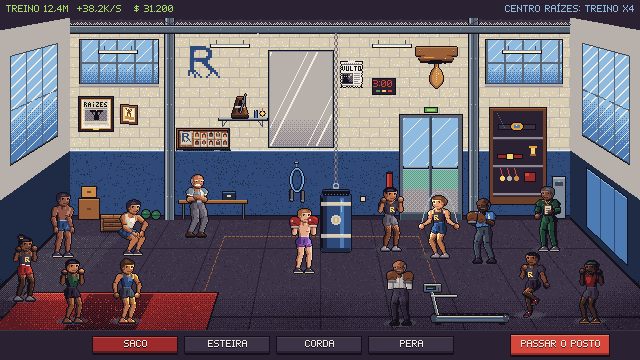 TREINO 12.4M +38.2K/S $ 31.200
CENTRO RAÍZES: TREINO X4
R
VULTO
3:00
RAÍZES
R
R
R
R
R
SACO
ESTEIRA
CORDA
PERA
PASSAR O POSTO